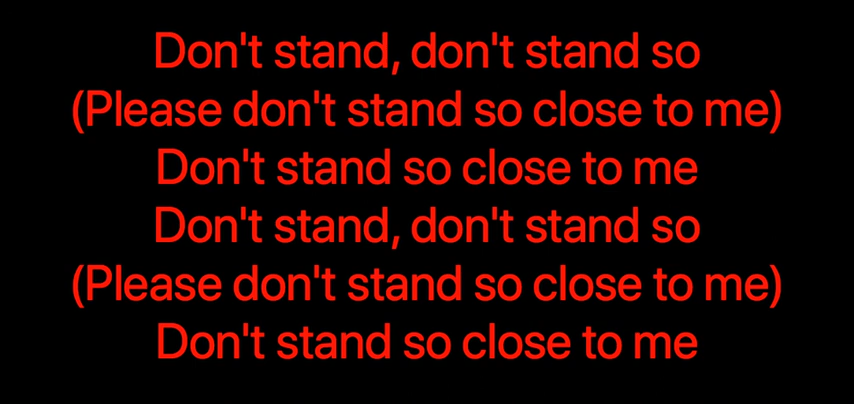 Don't stand, don't stand so
(Please don't stand so close to me)
Don't stand so close to me
Don't stand, don't stand so
(Please don't stand so close to me)
Don't stand so close to me